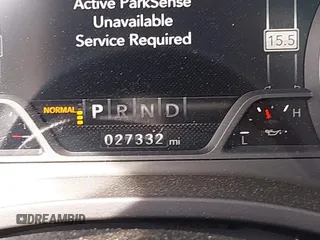 Active ParkSense
Unavailable
Service Required
15.5
NORMAL P R N D
027332 mi
H
L
DREAMBID